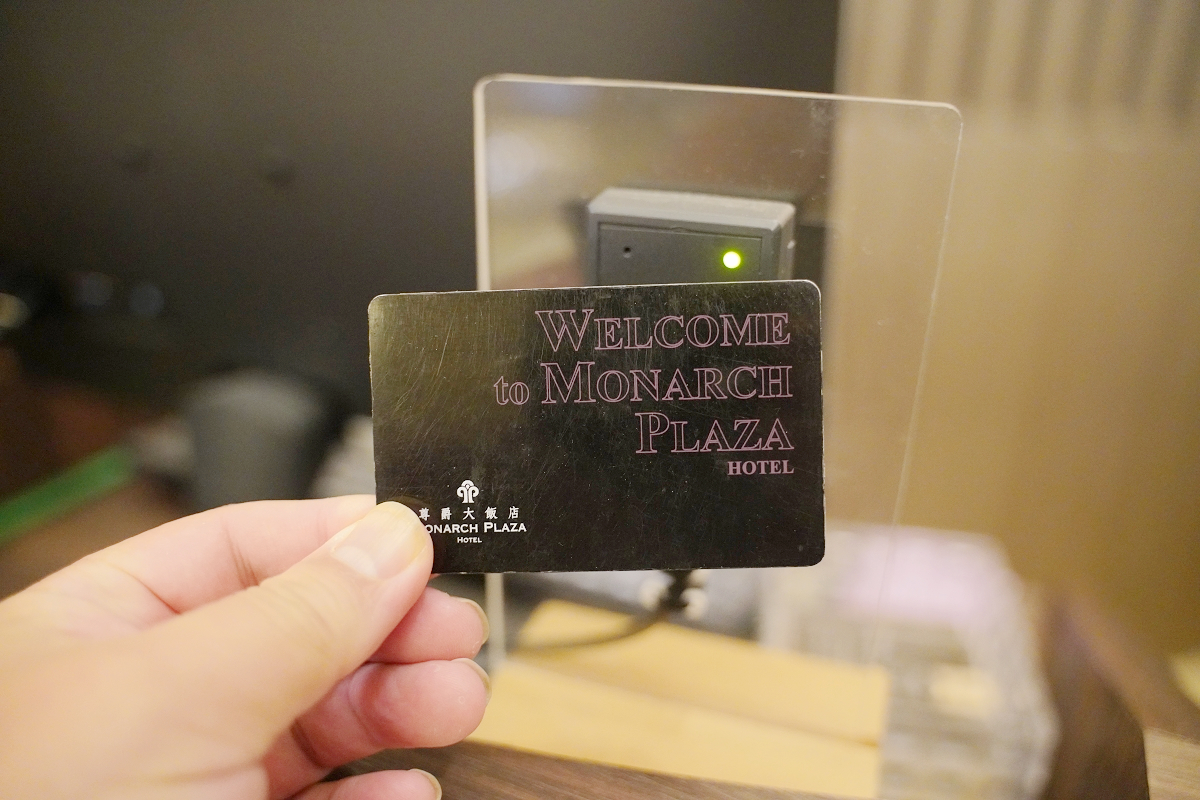 WELCOME
to MONARCH
PLAZA
HOTEL
尊爵大飯店
MONARCH PLAZA
HOTEL